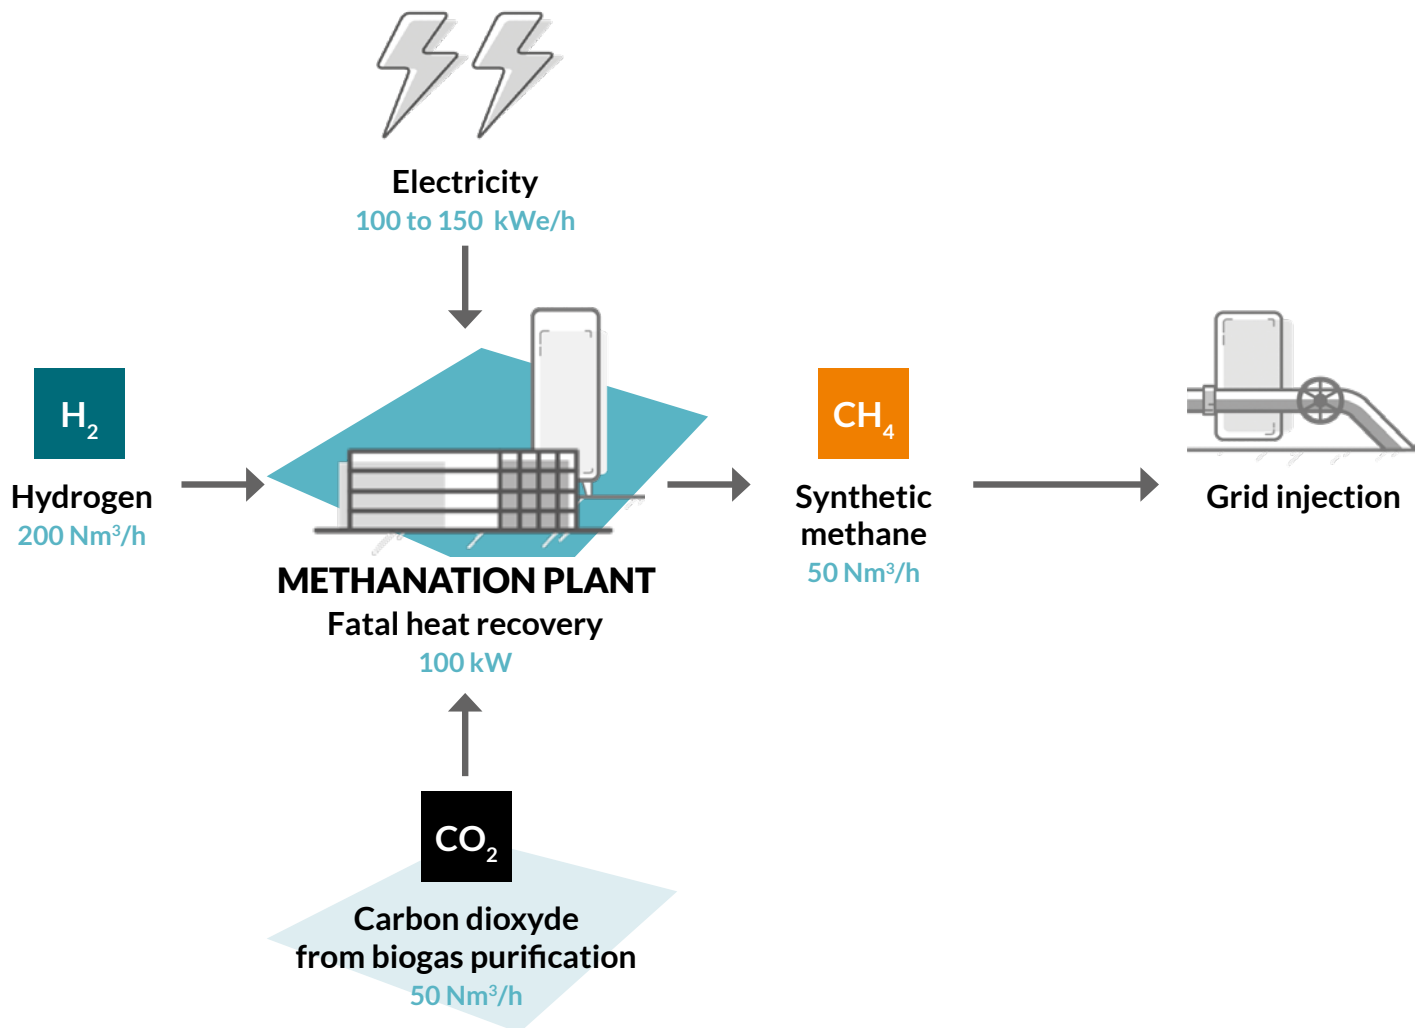 Electricity
100 to 150 kWe/h
H₂
Hydrogen
200 Nm³/h
METHANATION PLANT
Fatal heat recovery
100 kW
CH₄
Synthetic
methane
50 Nm³/h
Grid injection
CO₂
Carbon dioxyde
from biogas purification
50 Nm³/h